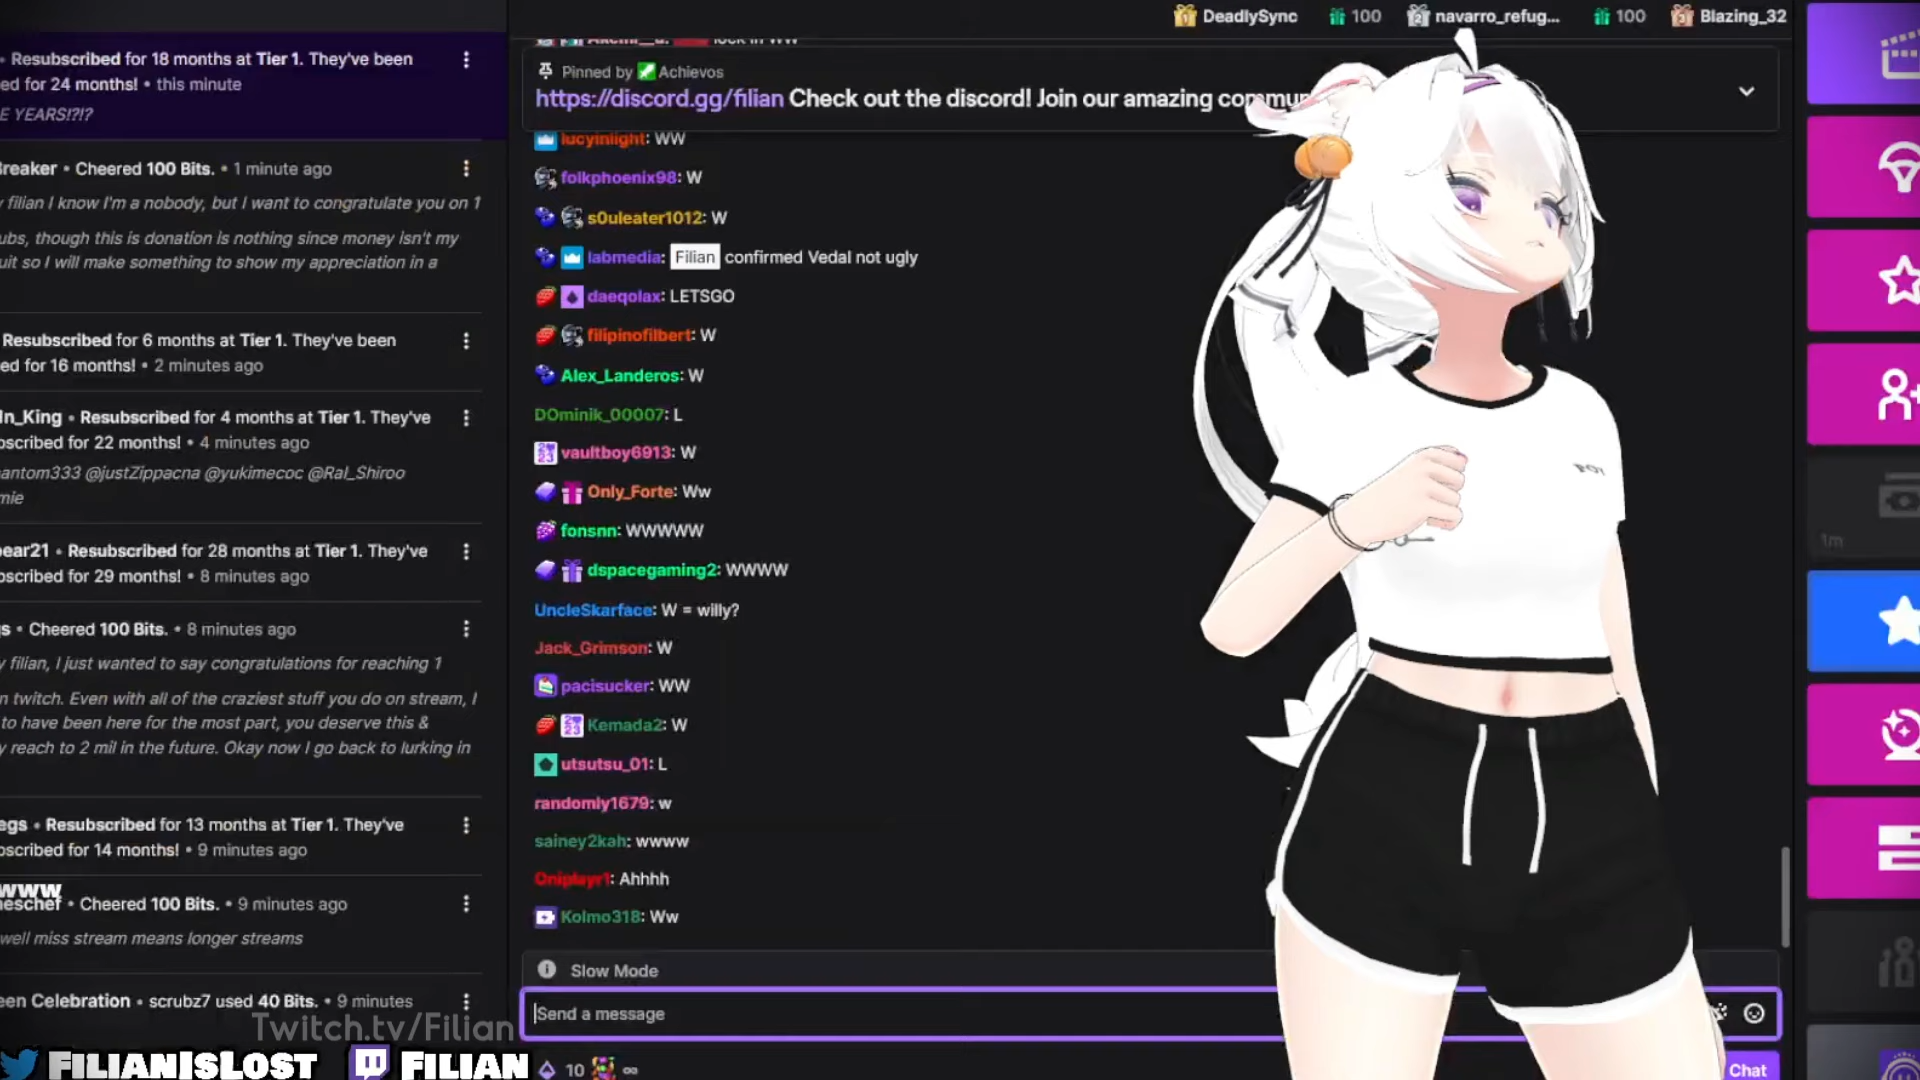 • Resubscribed for 18 months at Tier 1. They've been
ed for 24 months! • this minute
E YEARS!?!?
Breaker • Cheered 100 Bits. • 1 minute ago
filian I know I'm a nobody, but I want to congratulate you on 1
ubs, though this is donation is nothing since money isn't my
uit so I will make something to show my appreciation in a
Resubscribed for 6 months at Tier 1. They've been
ed for 16 months! • 2 minutes ago
In_King • Resubscribed for 4 months at Tier 1. They've
scribed for 22 months! • 4 minutes ago
antom333 @justZippacna @yukimecoc @Ral_Shiroo
mie
bear21 • Resubscribed for 28 months at Tier 1. They've
scribed for 29 months! • 8 minutes ago
s • Cheered 100 Bits. • 8 minutes ago
y filian, I just wanted to say congratulations for reaching 1
n twitch. Even with all of the craziest stuff you do on stream, I
to have been here for the most part, you deserve this &
y reach to 2 mil in the future. Okay now I go back to lurking in
egs • Resubscribed for 13 months at Tier 1. They've
scribed for 14 months! • 9 minutes ago
www
neschef • Cheered 100 Bits. • 9 minutes ago
well miss stream means longer streams
een Celebration • scrubz7 used 40 Bits. • 9 minutes
Twitch.tv/Filian
FILIANISLOST FILIAN
DeadlySync 100 navarro_refug... 100 Blazing_32
lock in WW
Pinned by Achievos
https://discord.gg/filian Check out the discord! Join our amazing commun
lucyinlight: WW
folkphoenix98: W
s0uleater1012: W
labmedia: Filian confirmed Vedal not ugly
daeqolax: LETSGO
filipinofilbert: W
Alex_Landeros: W
DOminik_00007: L
vaultboy6913: W
Only_Forte: Ww
fonsnn: WWWWW
dspacegaming2: WWWW
UncleSkarface: W = willy?
Jack_Grimson: W
pacisucker: WW
Kemada2: W
utsutsu_01: L
randomly1679: w
sainey2kah: wwww
Oniplayr1: Ahhhh
Kolmo318: Ww
Slow Mode
Send a message
10 ∞
Chat
1m